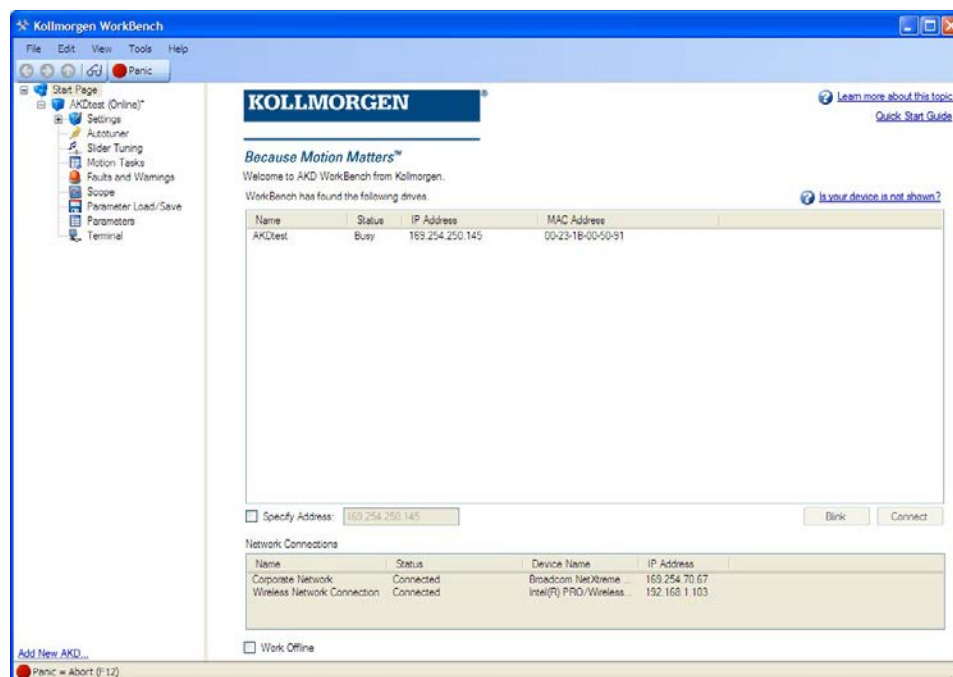 Kollmorgen WorkBench
File Edit View Tools Help
Panic
Start Page
AKDtest (Online)*
Settings
Autotuner
Slider Tuning
Motion Tasks
Faults and Warnings
Scope
Parameter Load/Save
Parameters
Terminal
Add New AKD...
KOLLMORGEN®
Learn more about this topic
Quick Start Guide
Because Motion Matters™
Welcome to AKD WorkBench from Kollmorgen.
WorkBench has found the following drives.
Is your device is not shown?
Name Status IP Address MAC Address
AKDtest Busy 169.254.250.145 00-23-1B-00-50-91
Specify Address: 169.254.250.145 Blink Connect
Network Connections
Name Status Device Name IP Address
Corporate Network Connected Broadcom NetXtreme ... 169.254.70.67
Wireless Network Connection Connected Intel(R) PRO/Wireless... 192.168.1.103
Work Offline
Panic = Abort (F12)